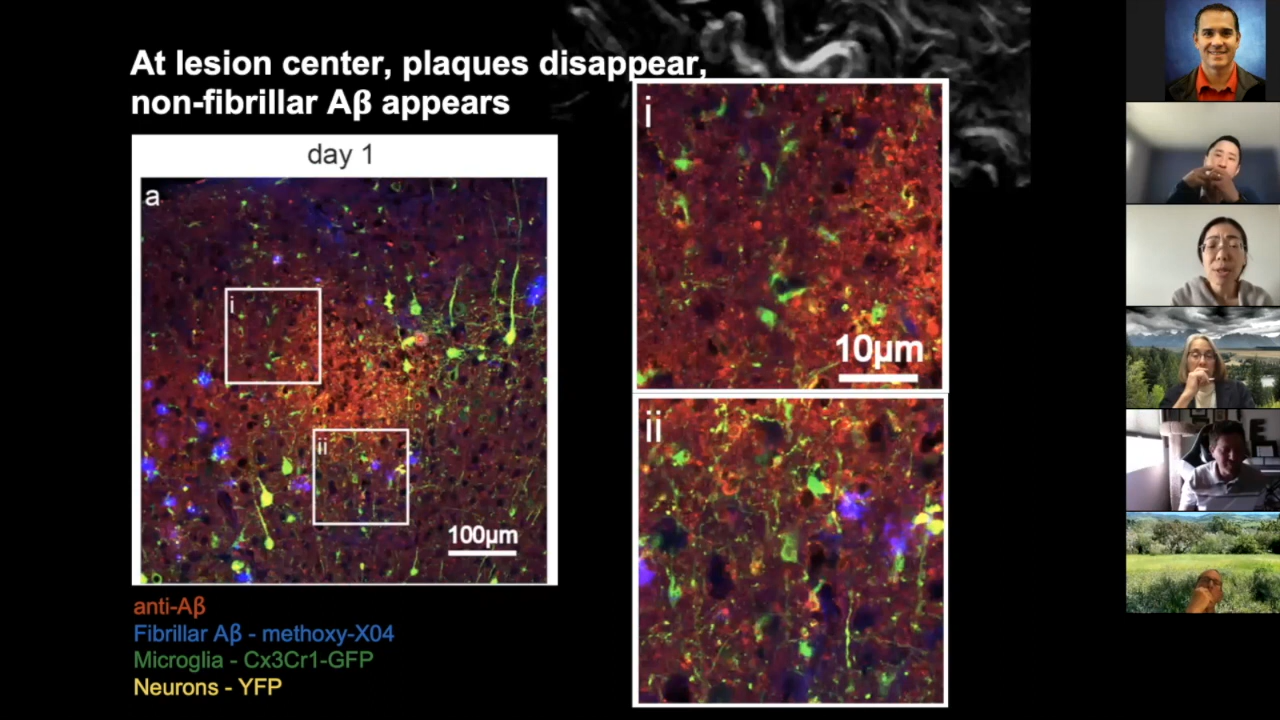 At lesion center, plaques disappear,
non-fibrillar Aβ appears
day 1
a
i
ii
100μm
anti-Aβ
Fibrillar Aβ - methoxy-X04
Microglia - Cx3Cr1-GFP
Neurons - YFP
i
10μm
ii